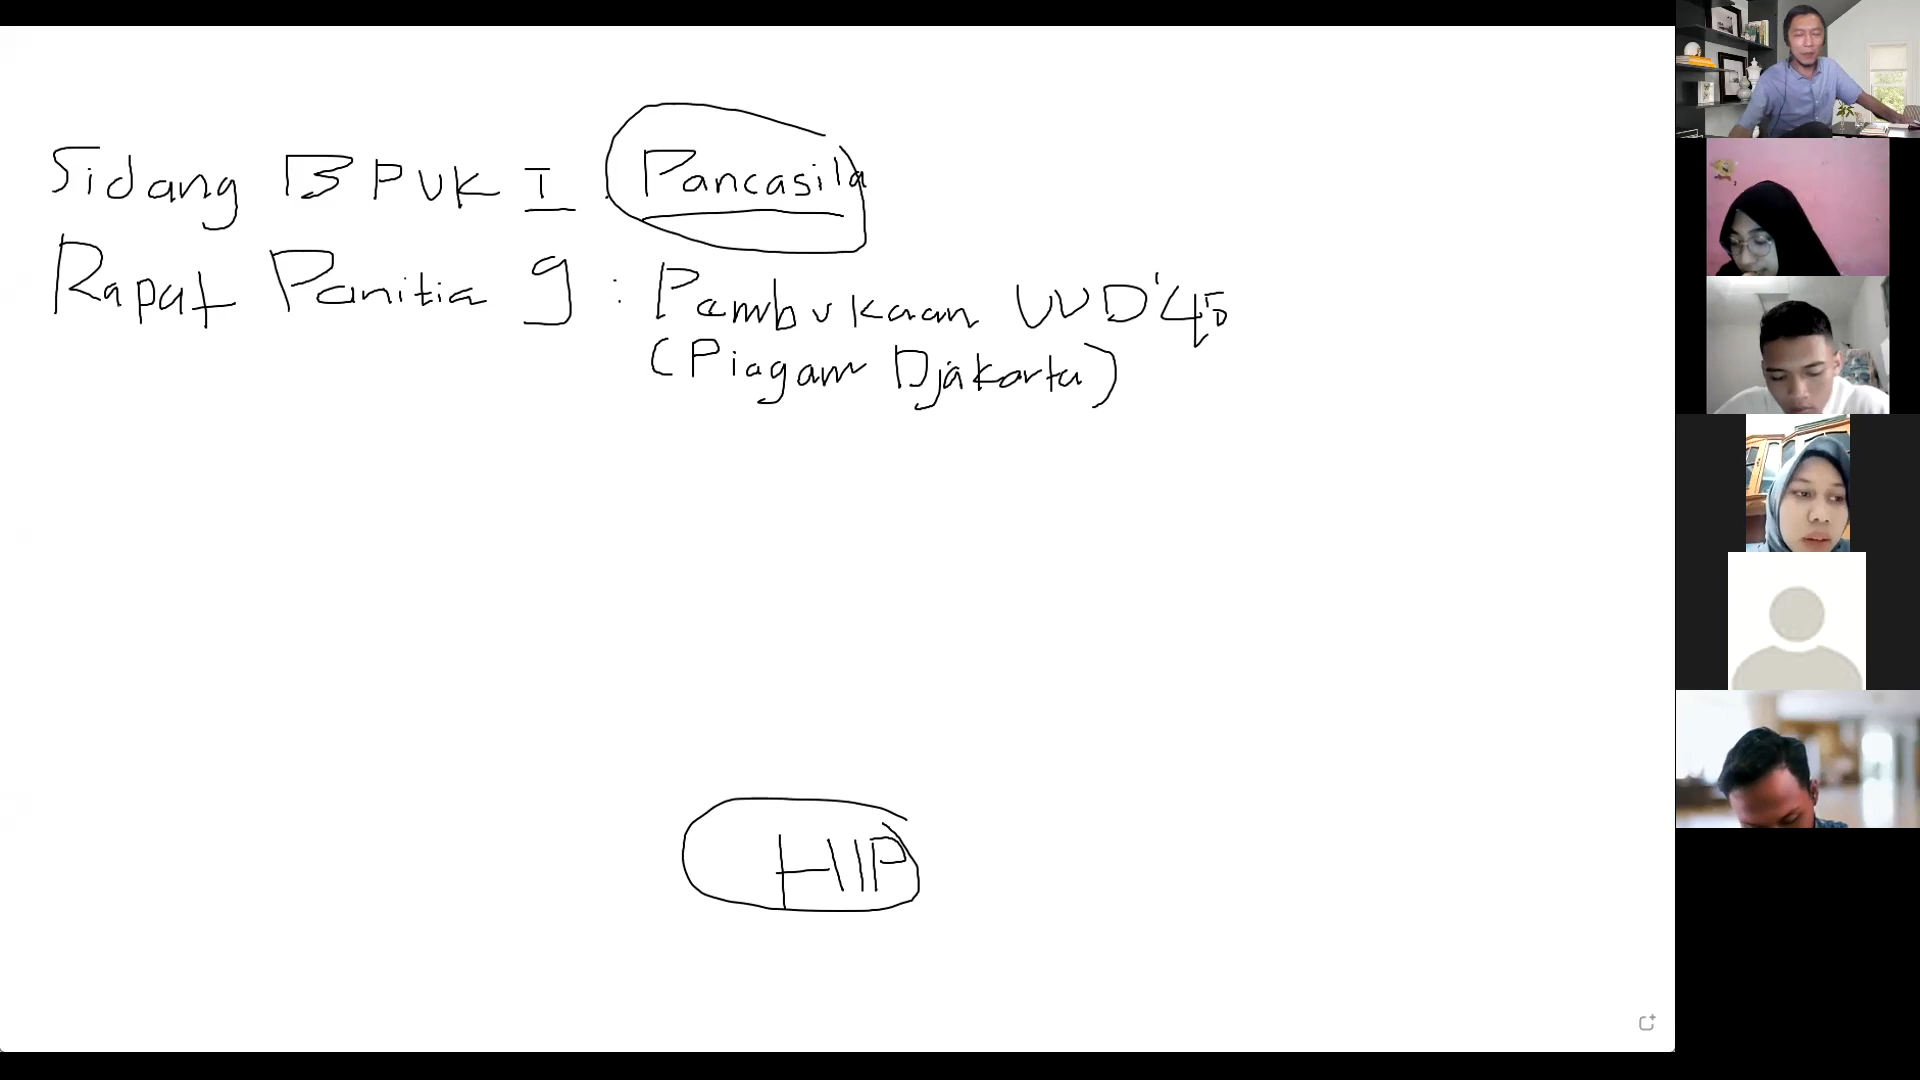 Sidang BPUK I : Pancasila
Rapat Panitia 9 : Pembukaan UUD'45
(Piagam Djakarta)
HIP